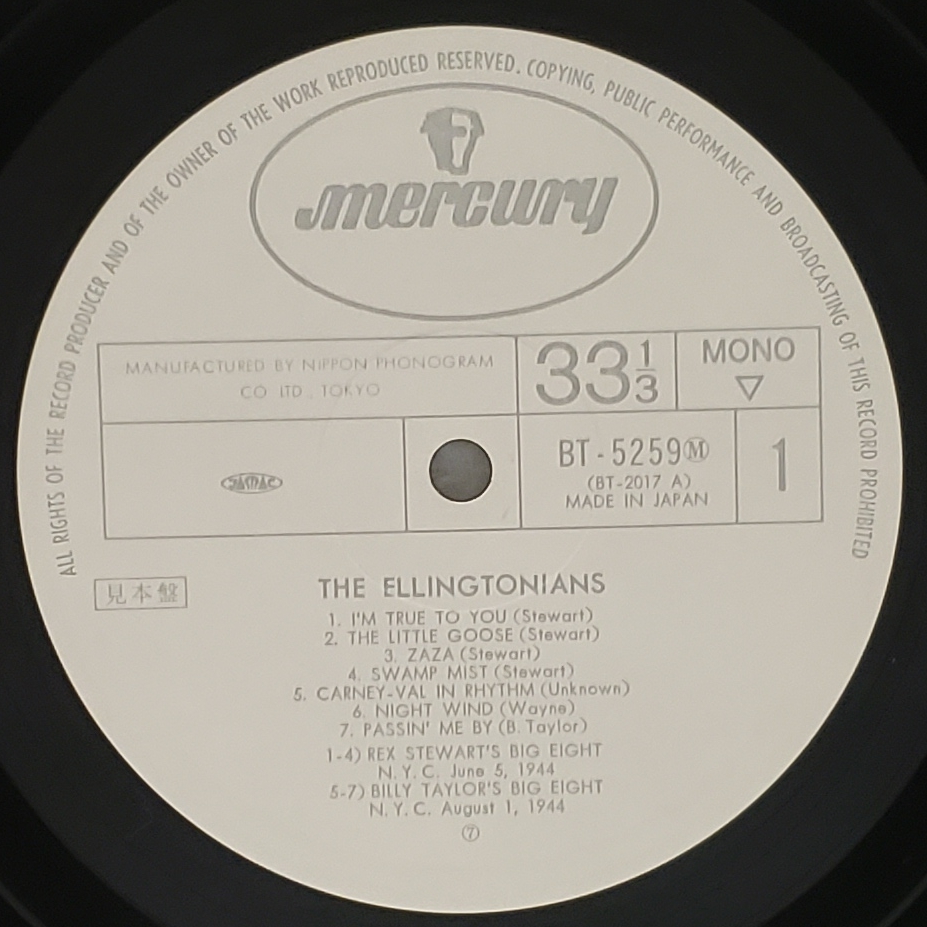 ALL RIGHTS OF THE RECORD PRODUCER AND OF THE OWNER OF THE WORK REPRODUCED RESERVED. COPYING, PUBLIC PERFORMANCE AND BROADCASTING OF THIS RECORD PROHIBITED
mercury
MANUFACTURED BY NIPPON PHONOGRAM
CO LTD., TOKYO
33 1/3
MONO
▽
JASRAC
BT-5259Ⓜ
(BT-2017 A)
MADE IN JAPAN
1
見本盤
THE ELLINGTONIANS
1. I'M TRUE TO YOU (Stewart)
2. THE LITTLE GOOSE (Stewart)
3. ZAZA (Stewart)
4. SWAMP MIST (Stewart)
5. CARNEY-VAL IN RHYTHM (Unknown)
6. NIGHT WIND (Wayne)
7. PASSIN' ME BY (B. Taylor)
1-4) REX STEWART'S BIG EIGHT
N. Y. C. June 5, 1944
5-7) BILLY TAYLOR'S BIG EIGHT
N. Y. C. August 1, 1944
⑦